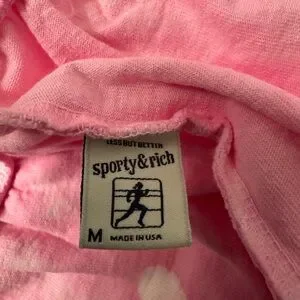 LESS BUT BETTER
sporty & rich
M MADE IN USA